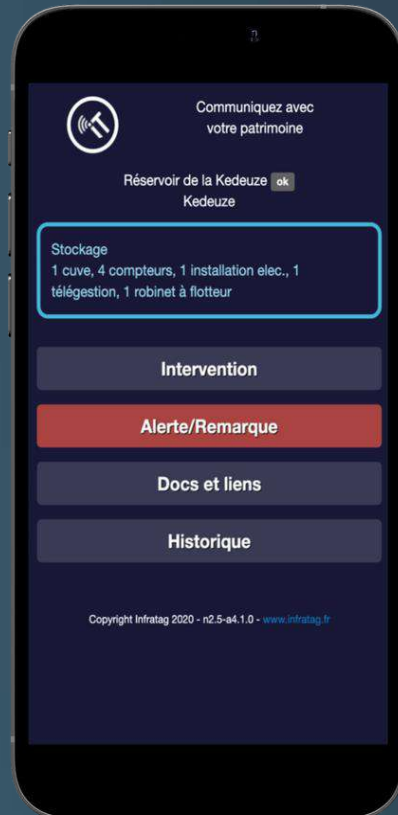 Communiquez avec
votre patrimoine
Réservoir de la Kedeuze ok
Kedeuze
Stockage
1 cuve, 4 compteurs, 1 installation elec., 1
télégestion, 1 robinet à flotteur
Intervention
Alerte/Remarque
Docs et liens
Historique
Copyright Infratag 2020 - n2.5-a4.1.0 - www.infratag.fr